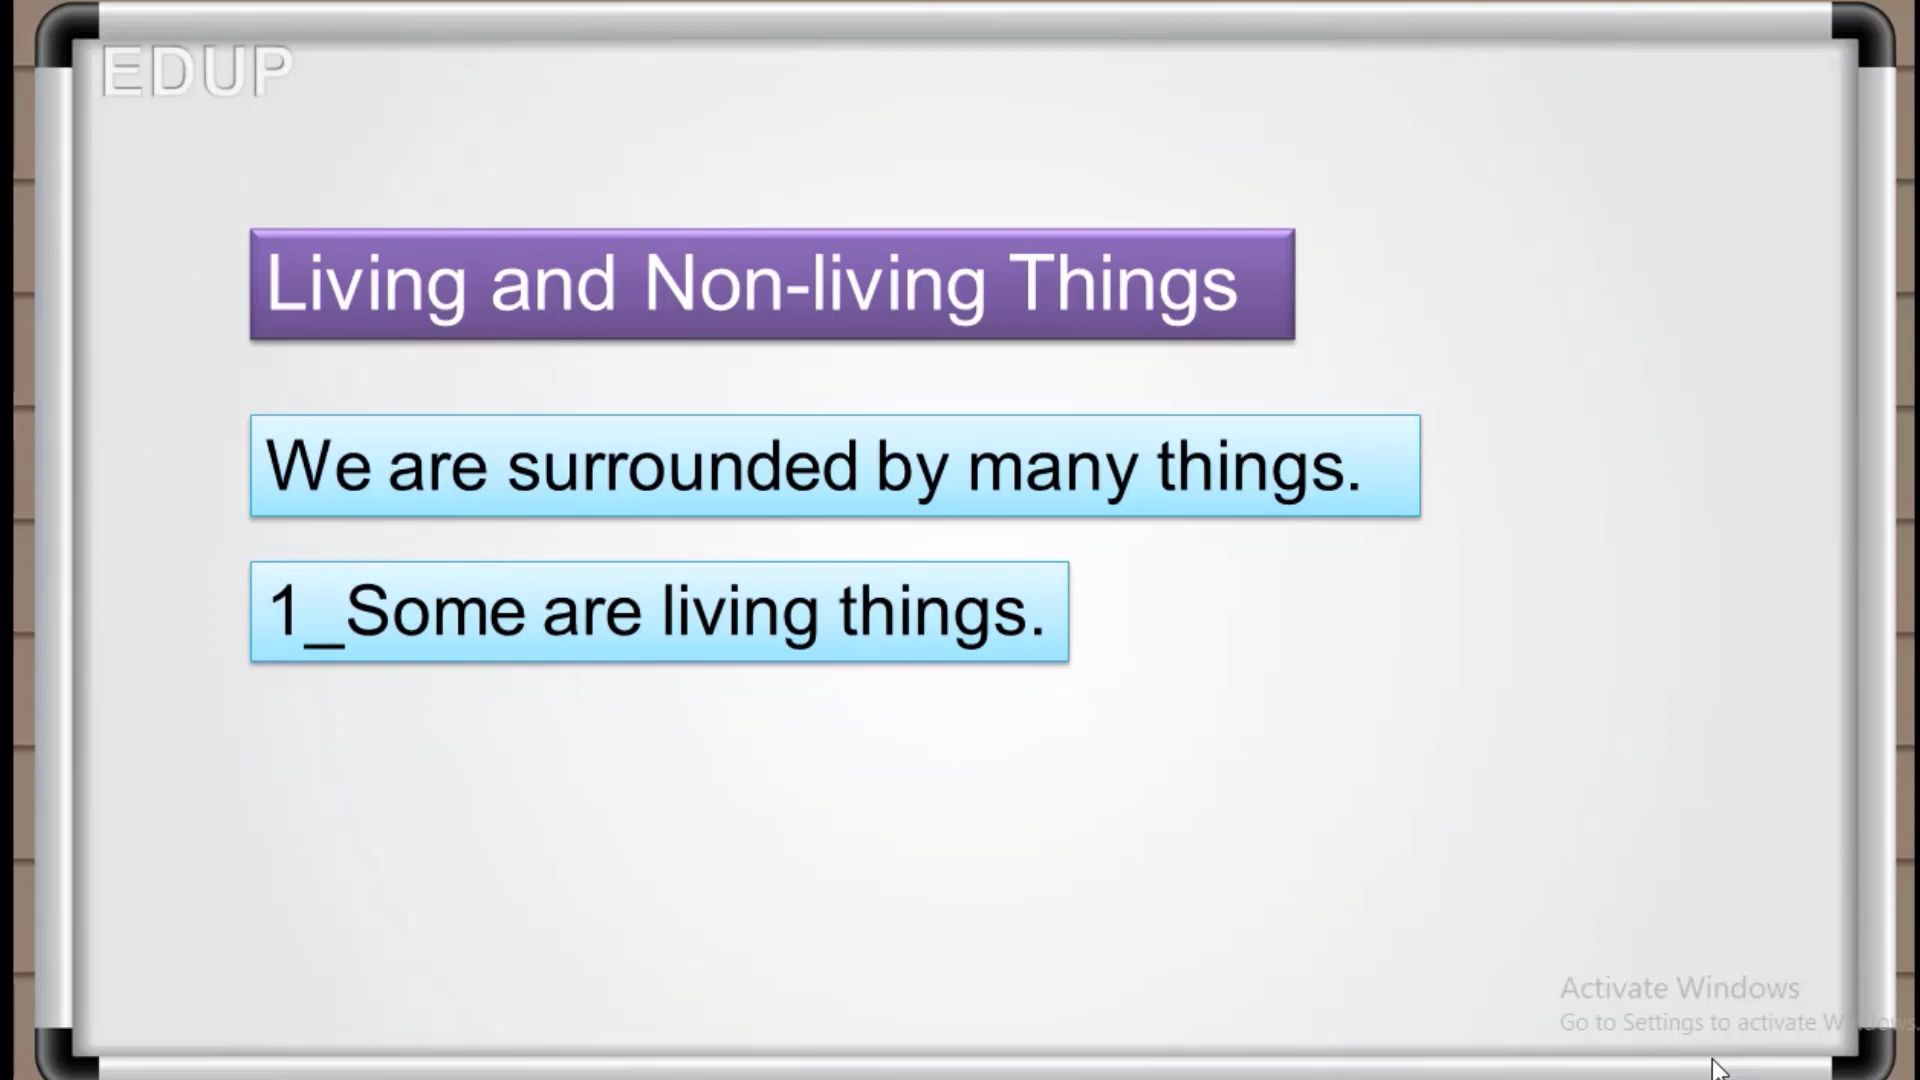 EDUP
Living and Non-living Things
We are surrounded by many things.
1_Some are living things.
Activate Windows
Go to Settings to activate Windows.